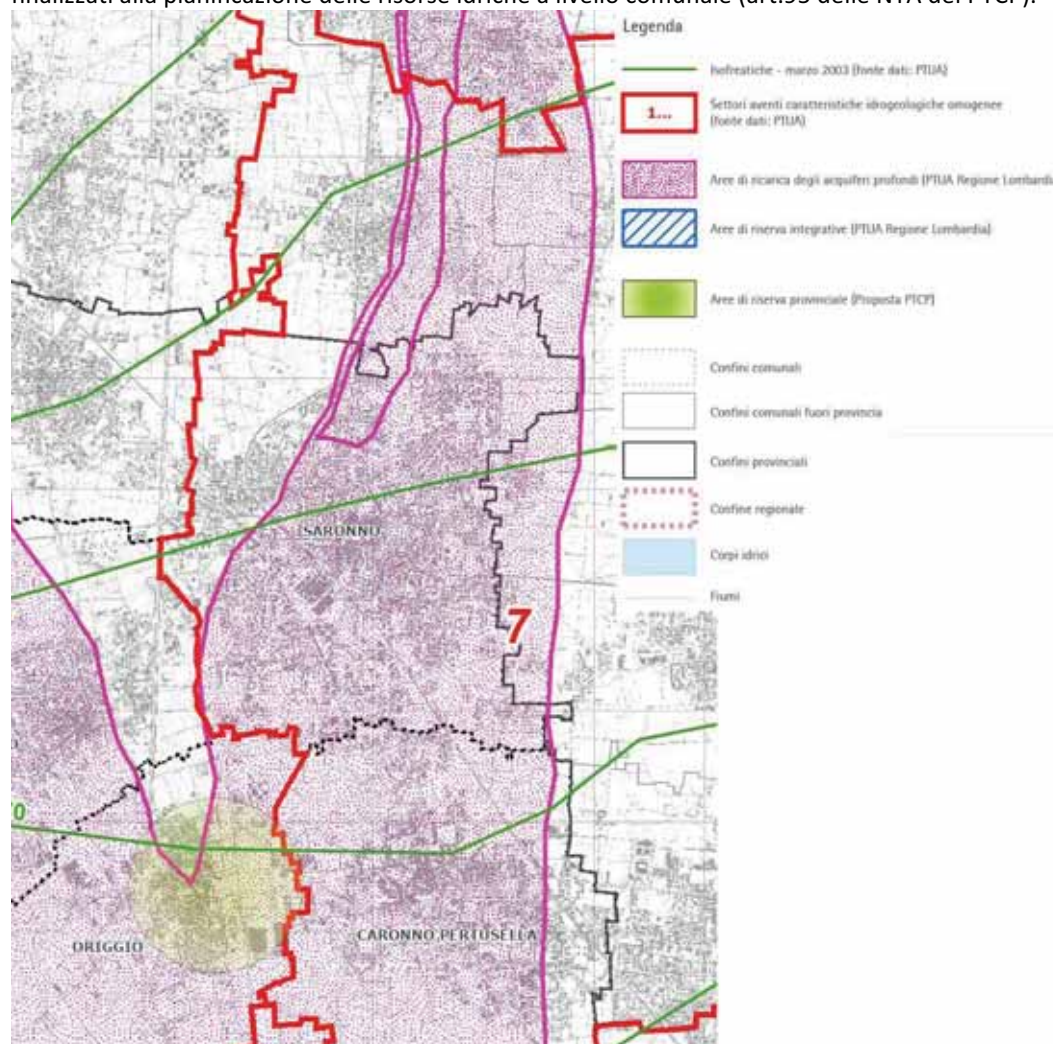 finalizzati alla pianificazione delle risorse idriche a livello comunale (art.95 delle NTA del PTCP).
Legenda
Isofreatiche - marzo 2003 (fonte dati: PTUA)
1...
Settori aventi caratteristiche idrogeologiche omogenee
(fonte dati: PTUA)
Aree di ricarica degli acquiferi profondi (PTUA Regione Lombardia
Aree di riserva integrative (PTUA Regione Lombardia)
Aree di riserva provinciale (Proposta PTCP)
Confini comunali
Confini comunali fuori provincia
Confini provinciali
Confine regionale
Corpi idrici
Fiumi
SARONNO
7
0
ORIGGIO
CARONNO PERTUSELLA